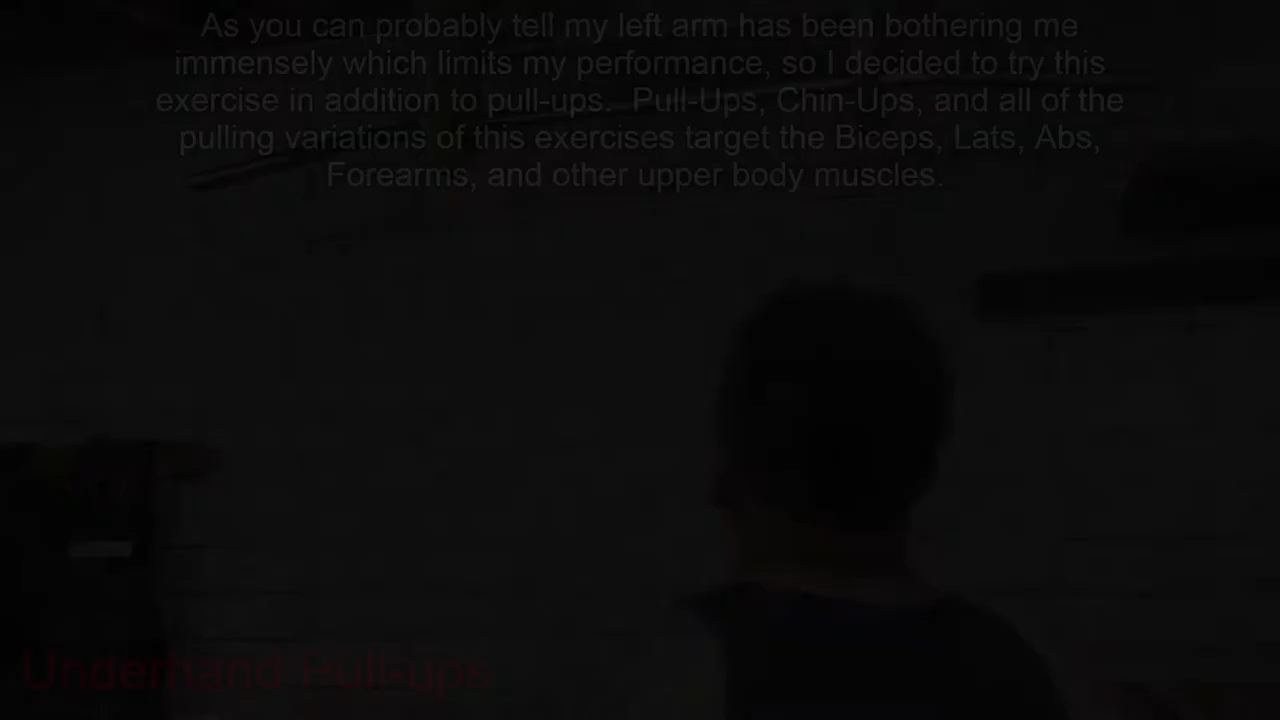 As you can probably tell my left arm has been bothering me
immensely which limits my performance, so I decided to try this
exercise in addition to pull-ups.  Pull-Ups, Chin-Ups, and all of the
pulling variations of this exercises target the Biceps, Lats, Abs,
Forearms, and other upper body muscles.
Underhand Pull-ups